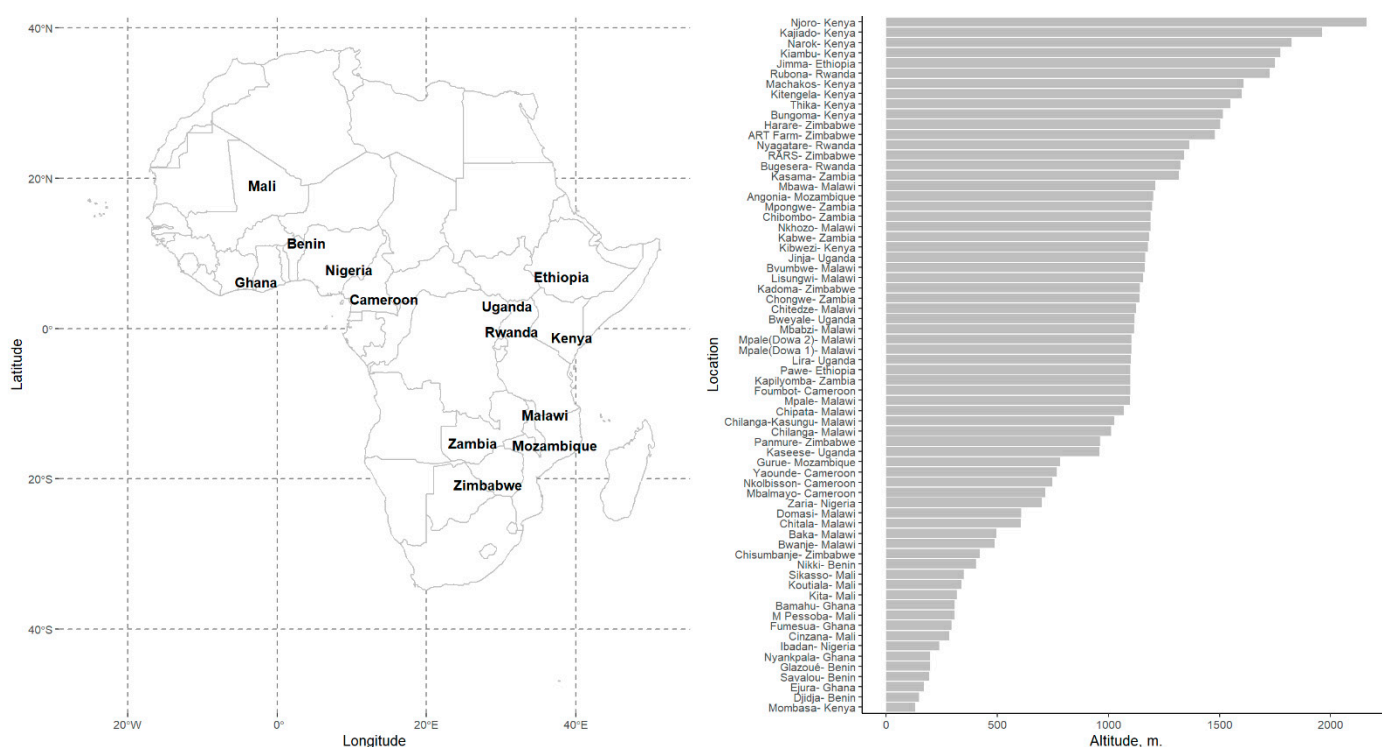 40°N
20°N
0°
20°S
40°S
Latitude
Mali
Benin
Nigeria
Ghana
Cameroon
Ethiopia
Uganda
Rwanda
Kenya
Malawi
Zambia
Mozambique
Zimbabwe
20°W
0°
20°E
40°E
Longitude
Location
Njoro- Kenya
Kajiado- Kenya
Narok- Kenya
Kiambu- Kenya
Jimma- Ethiopia
Rubona- Rwanda
Machakos- Kenya
Kitengela- Kenya
Thika- Kenya
Bungoma- Kenya
Harare- Zimbabwe
ART Farm- Zimbabwe
Nyagatare- Rwanda
RARS- Zimbabwe
Bugesera- Rwanda
Kasama- Zambia
Mbawa- Malawi
Angonia- Mozambique
Mpongwe- Zambia
Chibombo- Zambia
Nkhozo- Malawi
Kabwe- Zambia
Kibwezi- Kenya
Jinja- Uganda
Bvumbwe- Malawi
Lisungwi- Malawi
Kadoma- Zimbabwe
Chongwe- Zambia
Chitedze- Malawi
Bweyale- Uganda
Mbabzi- Malawi
Mpale(Dowa 2)- Malawi
Mpale(Dowa 1)- Malawi
Lira- Uganda
Pawe- Ethiopia
Kapilyomba- Zambia
Foumbot- Cameroon
Mpale- Malawi
Chipata- Malawi
Chilanga-Kasungu- Malawi
Chilanga- Malawi
Panmure- Zimbabwe
Kaseese- Uganda
Gurue- Mozambique
Yaounde- Cameroon
Nkolbisson- Cameroon
Mbalmayo- Cameroon
Zaria- Nigeria
Domasi- Malawi
Chitala- Malawi
Baka- Malawi
Bwanje- Malawi
Chisumbanje- Zimbabwe
Nikki- Benin
Sikasso- Mali
Koutiala- Mali
Kita- Mali
Bamahu- Ghana
M Pessoba- Mali
Fumesua- Ghana
Cinzana- Mali
Ibadan- Nigeria
Nyankpala- Ghana
Glazoué- Benin
Savalou- Benin
Ejura- Ghana
Djidja- Benin
Mombasa- Kenya
0
500
1000
1500
2000
Altitude, m.